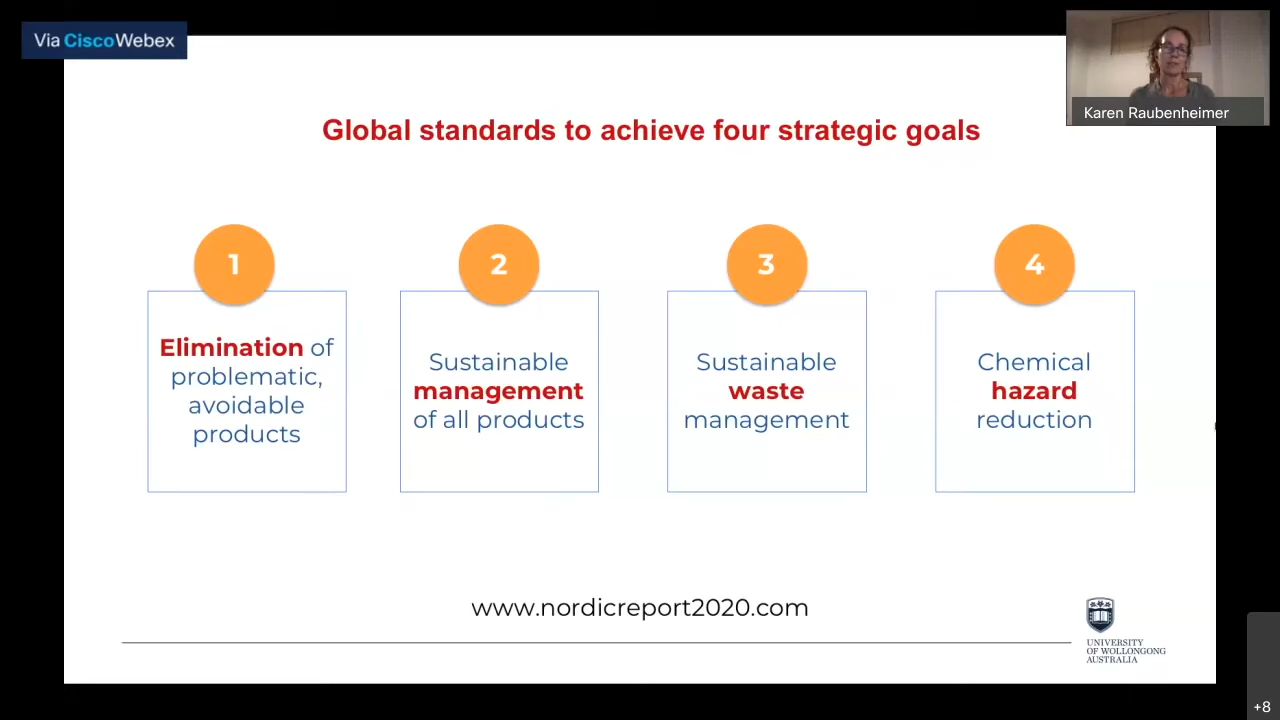 Via CiscoWebex
Karen Raubenheimer
Global standards to achieve four strategic goals
1
Elimination of
problematic,
avoidable
products
2
Sustainable
management
of all products
3
Sustainable
waste
management
4
Chemical
hazard
reduction
www.nordicreport2020.com
UNIVERSITY
OF WOLLONGONG
AUSTRALIA
+8